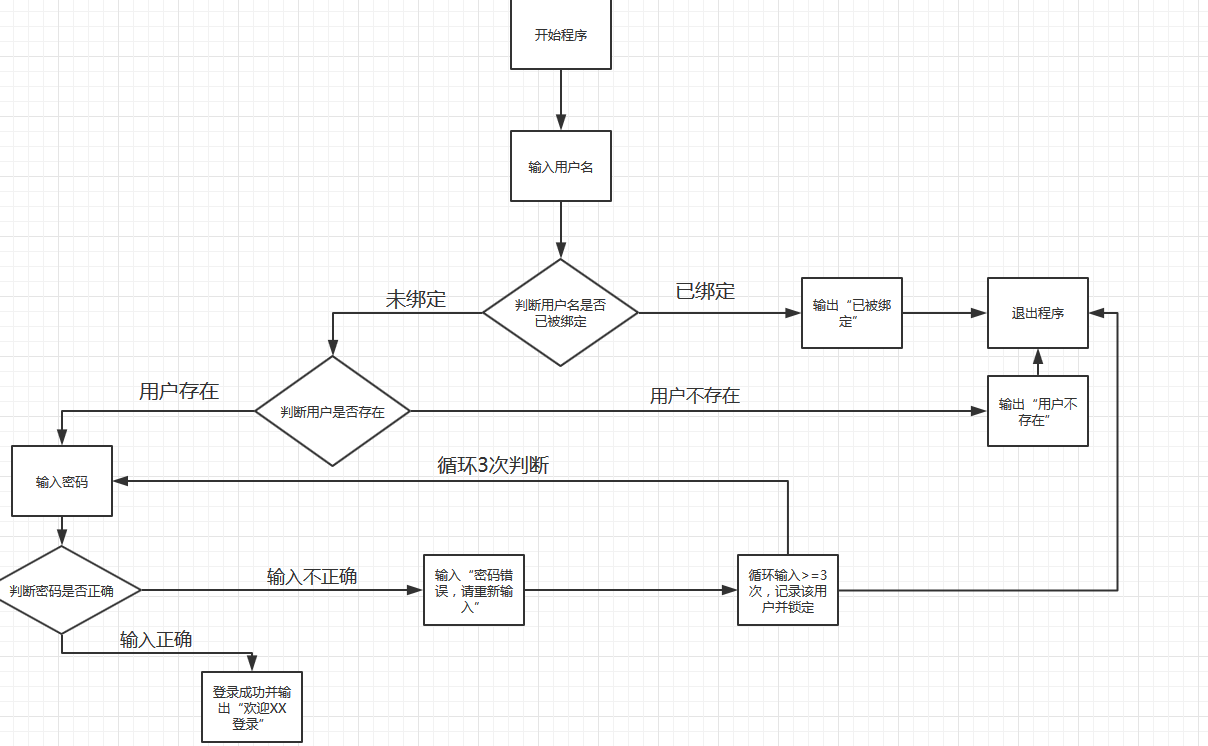 开始程序
输入用户名
判断用户名是否
已被绑定
未绑定
已绑定
输出“已被绑
定”
退出程序
判断用户是否存在
用户存在
用户不存在
输出“用户不
存在”
循环3次判断
输入密码
判断密码是否正确
输入不正确
输入“密码错
误，请重新输
入”
循环输入>=3
次，记录该用
户并锁定
输入正确
登录成功并输
出“欢迎XX
登录”